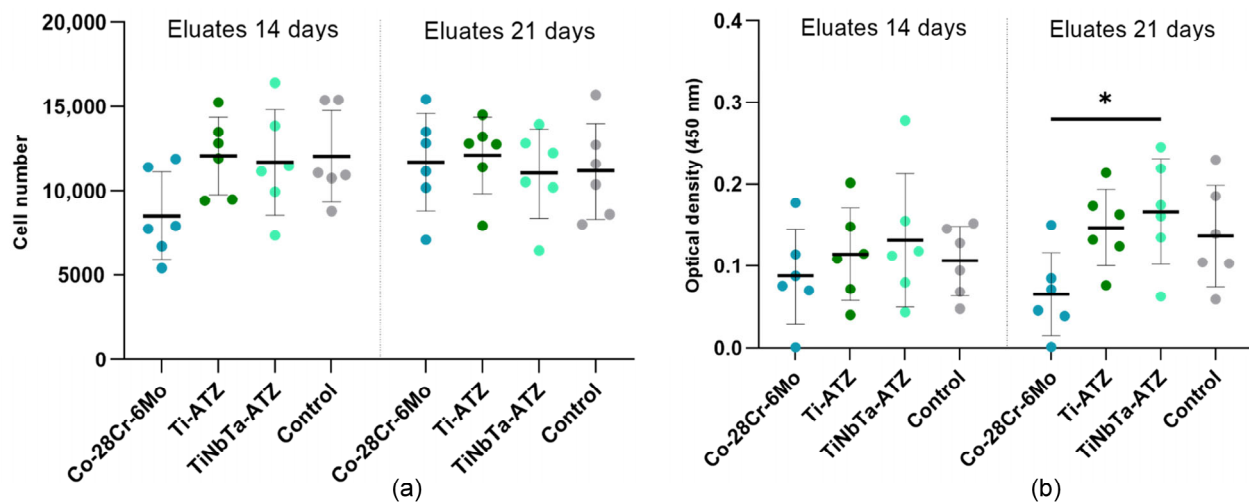 Eluates 14 days
Eluates 21 days
Cell number
20,000
15,000
10,000
5000
0
Co-28Cr-6Mo
Ti-ATZ
TiNbTa-ATZ
Control
Co-28Cr-6Mo
Ti-ATZ
TiNbTa-ATZ
Control
(a)
Eluates 14 days
Eluates 21 days
Optical density (450 nm)
0.4
0.3
0.2
0.1
0.0
*
Co-28Cr-6Mo
Ti-ATZ
TiNbTa-ATZ
Control
Co-28Cr-6Mo
Ti-ATZ
TiNbTa-ATZ
Control
(b)